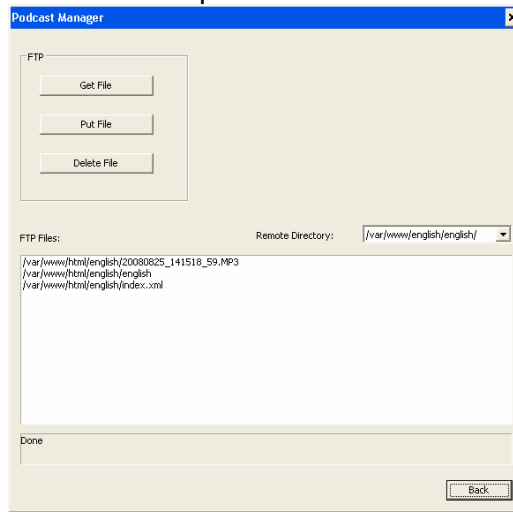 Podcast Manager
FTP
Get File
Put File
Delete File
FTP Files:
Remote Directory:
/var/www/english/english/
/var/www/html/english/20080825_141518_59.MP3
/var/www/html/english/english
/var/www/html/english/index.xml
Done
Back